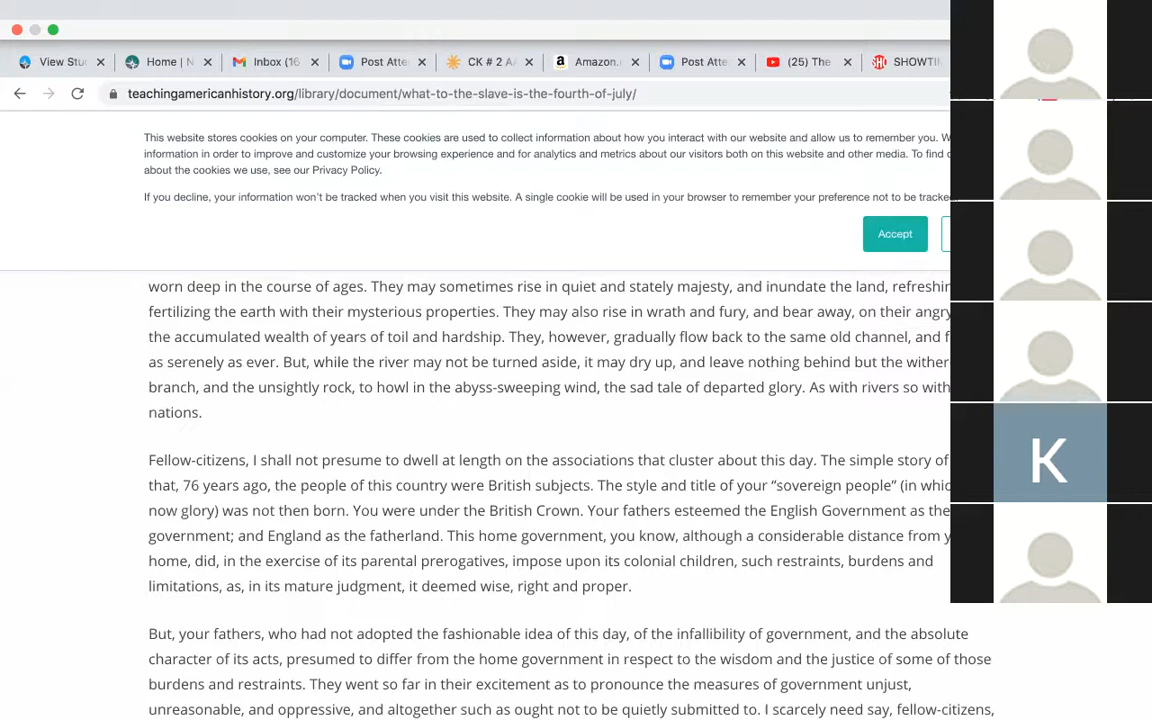 View Stu
Home | N
Inbox (16
Post Atte
CK # 2 A
Amazon.
Post Atte
(25) The
SHOWTI
teachingamericanhistory.org/library/document/what-to-the-slave-is-the-fourth-of-july/
This website stores cookies on your computer. These cookies are used to collect information about how you interact with our website and allow us to remember you. W
information in order to improve and customize your browsing experience and for analytics and metrics about our visitors both on this website and other media. To find o
about the cookies we use, see our Privacy Policy.
If you decline, your information won't be tracked when you visit this website. A single cookie will be used in your browser to remember your preference not to be tracked.
Accept
worn deep in the course of ages. They may sometimes rise in quiet and stately majesty, and inundate the land, refreshin
fertilizing the earth with their mysterious properties. They may also rise in wrath and fury, and bear away, on their angry
the accumulated wealth of years of toil and hardship. They, however, gradually flow back to the same old channel, and f
as serenely as ever. But, while the river may not be turned aside, it may dry up, and leave nothing behind but the wither
branch, and the unsightly rock, to howl in the abyss-sweeping wind, the sad tale of departed glory. As with rivers so with
nations.
Fellow-citizens, I shall not presume to dwell at length on the associations that cluster about this day. The simple story of
that, 76 years ago, the people of this country were British subjects. The style and title of your “sovereign people” (in whic
now glory) was not then born. You were under the British Crown. Your fathers esteemed the English Government as the
government; and England as the fatherland. This home government, you know, although a considerable distance from y
home, did, in the exercise of its parental prerogatives, impose upon its colonial children, such restraints, burdens and
limitations, as, in its mature judgment, it deemed wise, right and proper.
But, your fathers, who had not adopted the fashionable idea of this day, of the infallibility of government, and the absolute
character of its acts, presumed to differ from the home government in respect to the wisdom and the justice of some of those
burdens and restraints. They went so far in their excitement as to pronounce the measures of government unjust,
unreasonable, and oppressive, and altogether such as ought not to be quietly submitted to. I scarcely need say, fellow-citizens,
K